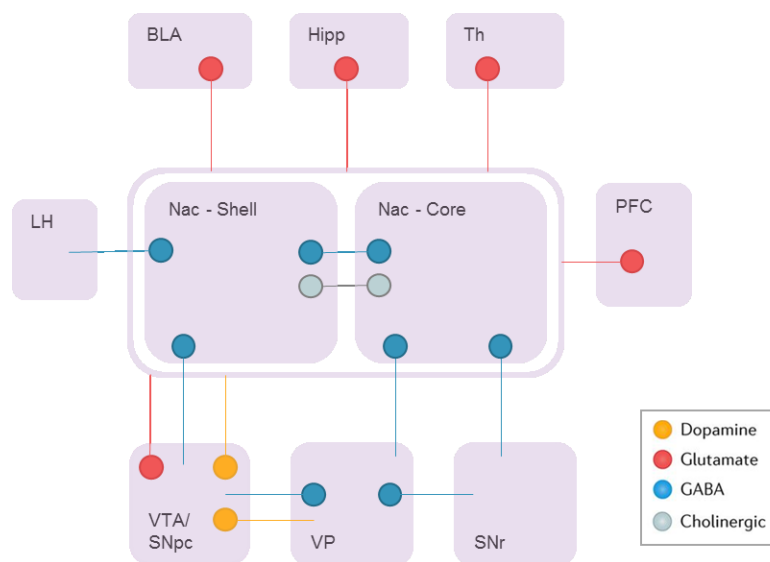 BLA
Hipp
Th
LH
Nac - Shell
Nac - Core
PFC
VTA/
SNpc
VP
SNr
Dopamine
Glutamate
GABA
Cholinergic